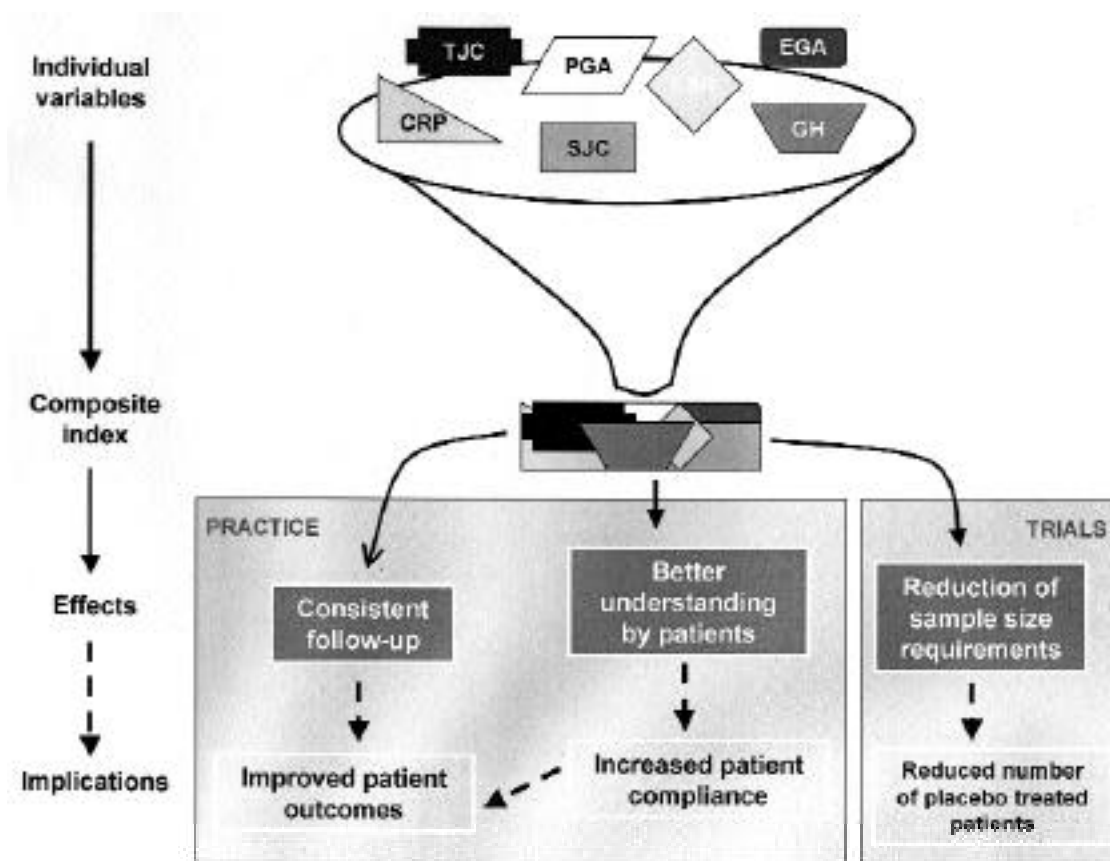 Individual
variables
TJC
PGA
EGA
CRP
SJC
GH
Composite
index
PRACTICE
TRIALS
Effects
Consistent
follow-up
Better
understanding
by patients
Reduction of
sample size
requirements
Implications
Improved patient
outcomes
Increased patient
compliance
Reduced number
of placebo treated
patients